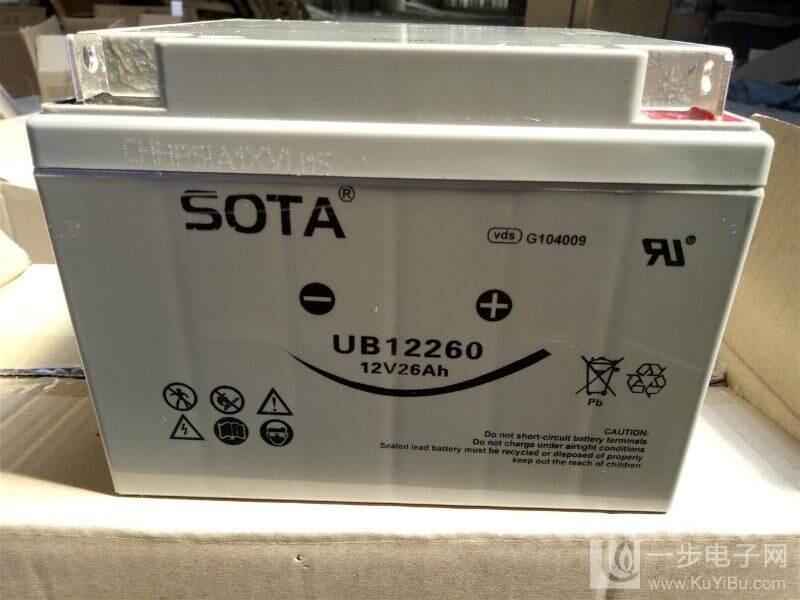 SOTA®
vds G104009
UB12260
12V26Ah
Pb
CAUTION:
Do not short-circuit battery terminals
Do not charge under airtight conditions
Sealed lead battery must be recycled or disposed of properly
keep out the reach of children
一步电子网
www.KuYiBu.com